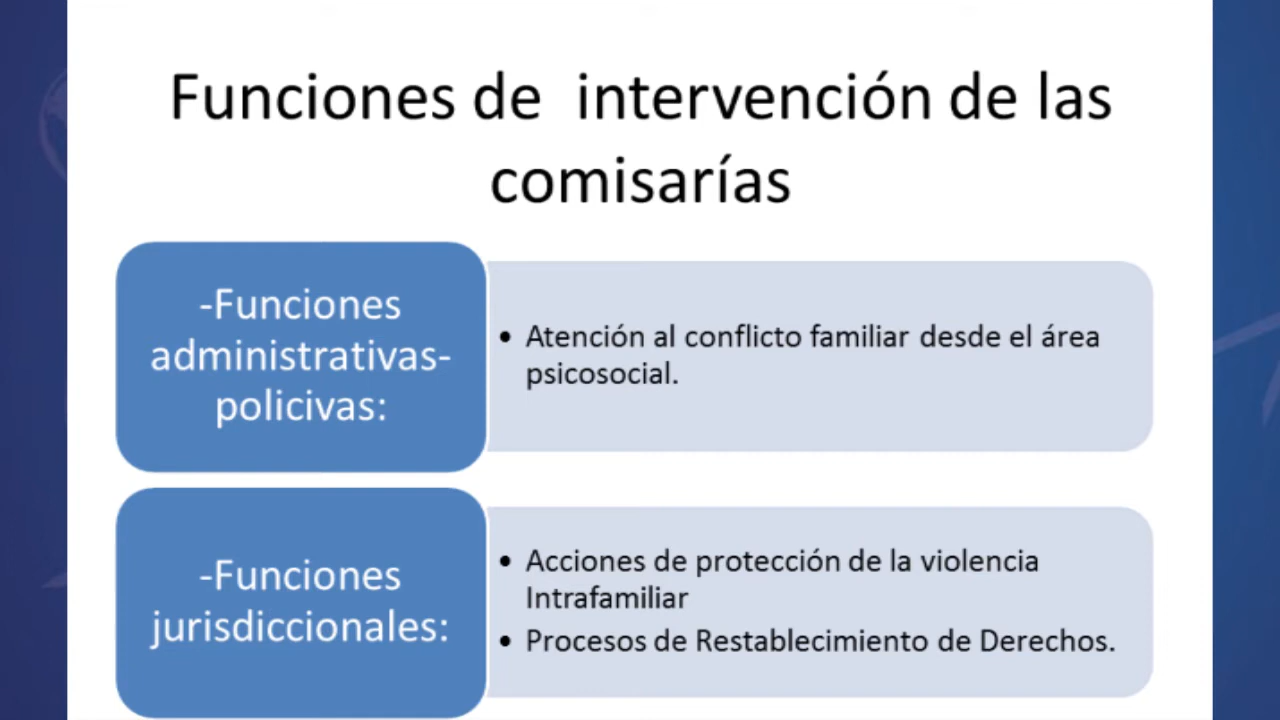 Funciones de  intervención de las
comisarías
-Funciones
administrativas-
policivas:
• Atención al conflicto familiar desde el área
psicosocial.
-Funciones
jurisdiccionales:
• Acciones de protección de la violencia
Intrafamiliar
• Procesos de Restablecimiento de Derechos.